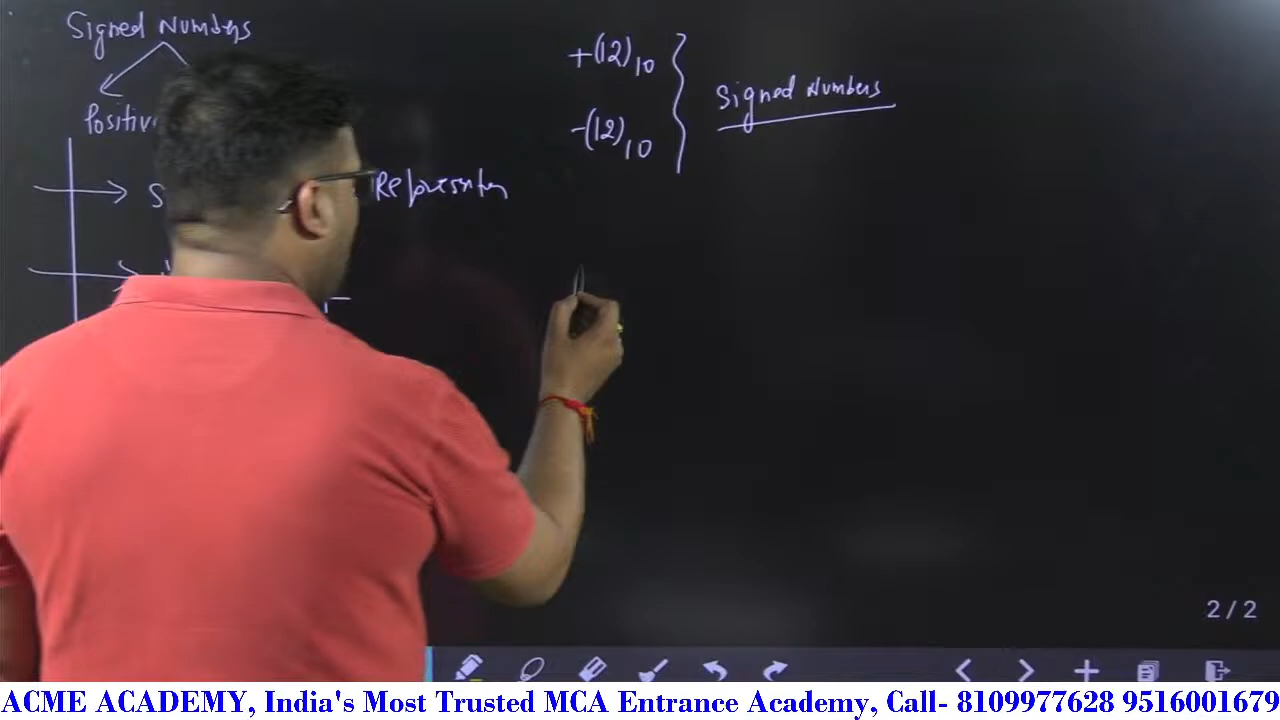 Signed Numbers
Positiv
S
Represnter
+(12)10
-(12)10
Signed Numbers
2/2
ACME ACADEMY, India's Most Trusted MCA Entrance Academy, Call- 8109977628 9516001679